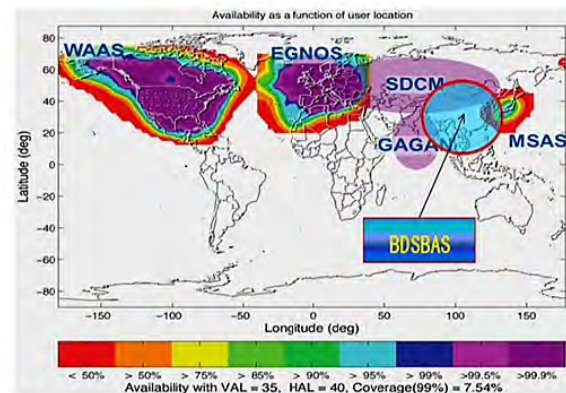 Availability as a function of user location
WAAS
EGNOS
SDCM
GAGAN
MSAS
BDSBAS
Latitude (deg)
80
60
40
20
0
-20
-40
-60
-80
-150
-100
-50
0
50
100
150
Longitude (deg)
< 50% > 50% > 75% > 85% > 90% > 95% > 99% >99.5% >99.9%
Availability with VAL = 35, HAL = 40, Coverage(99%) = 7.54%